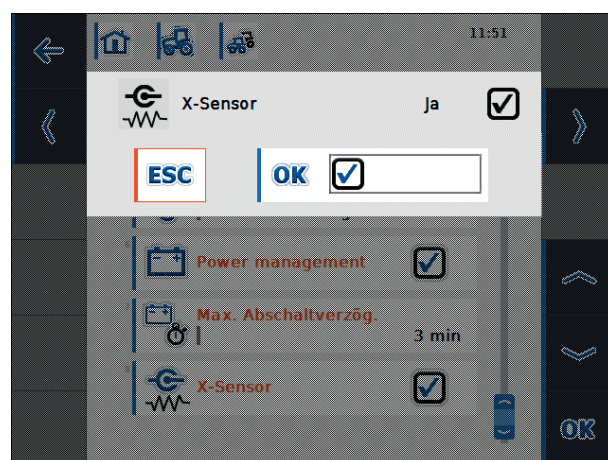 11:51
X-Sensor Ja
ESC OK
Power management
Max. Abschaltverzög.
3 min
X-Sensor
OK